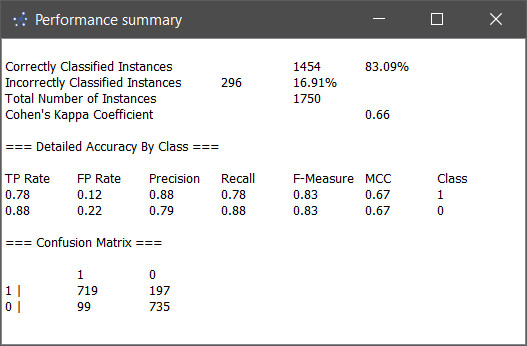 Performance summary
Correctly Classified Instances 1454 83.09%
Incorrectly Classified Instances 296 16.91%
Total Number of Instances 1750
Cohen's Kappa Coefficient 0.66
=== Detailed Accuracy By Class ===
TP Rate FP Rate Precision Recall F-Measure MCC Class
0.78 0.12 0.88 0.78 0.83 0.67 1
0.88 0.22 0.79 0.88 0.83 0.67 0
=== Confusion Matrix ===
1 0
1 | 719 197
0 | 99 735